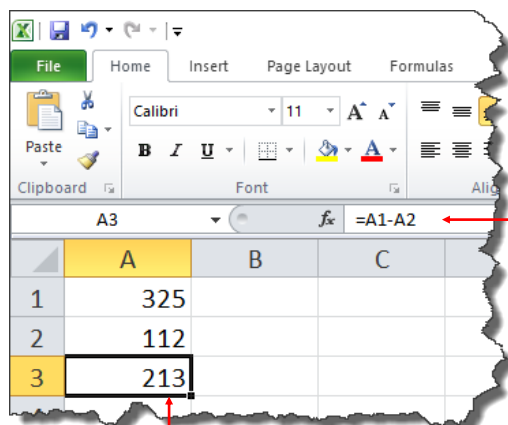 File Home Insert Page Layout Formulas
Calibri 11 A A
Paste B I U A
Clipboard Font Alig
A3 fx =A1-A2
A B C
1 325
2 112
3 213